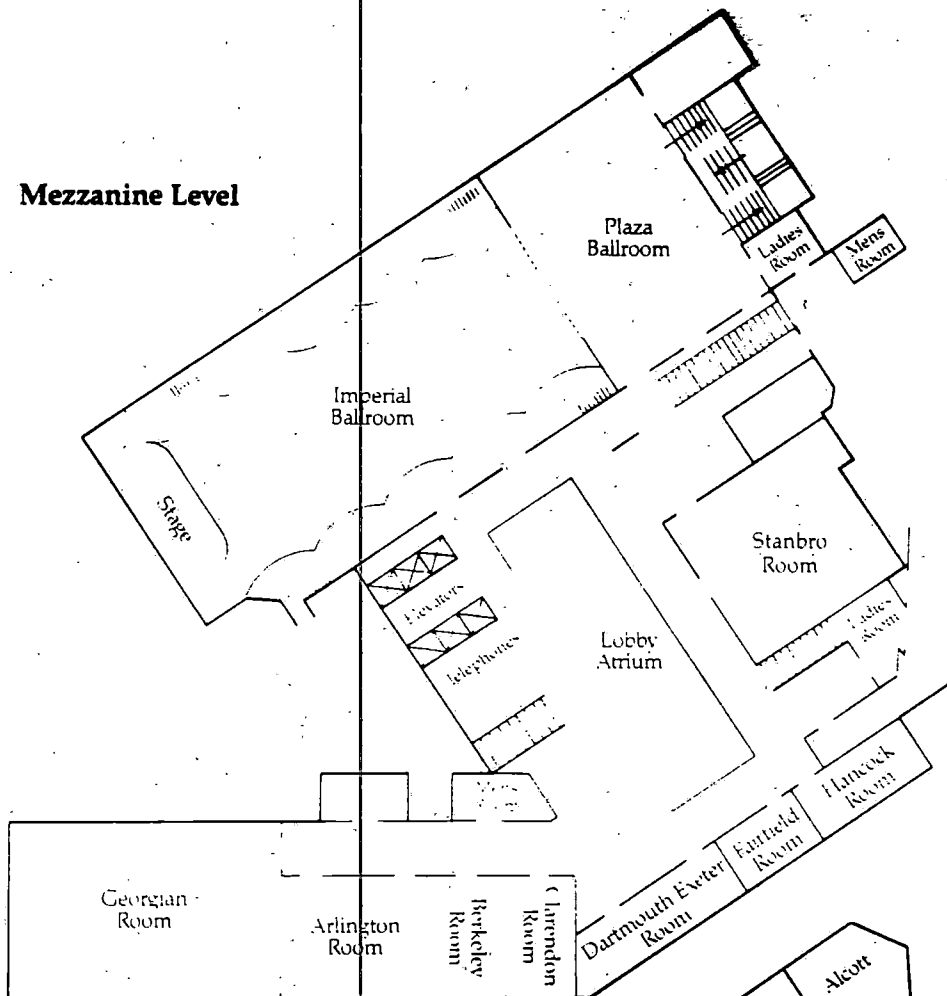 Mezzanine Level
Plaza
Ballroom
Ladies
Room
Mens
Room
Imperial
Ballroom
Stage
Stanbro
Room
Elevators
Telephones
Lobby
Atrium
Ladies
Room
Mens
Hancock
Room
Fairfield
Room
Dartmouth Exeter
Room
Georgian
Room
Arlington
Room
Berkeley
Room
Clarendon
Room
Alcott